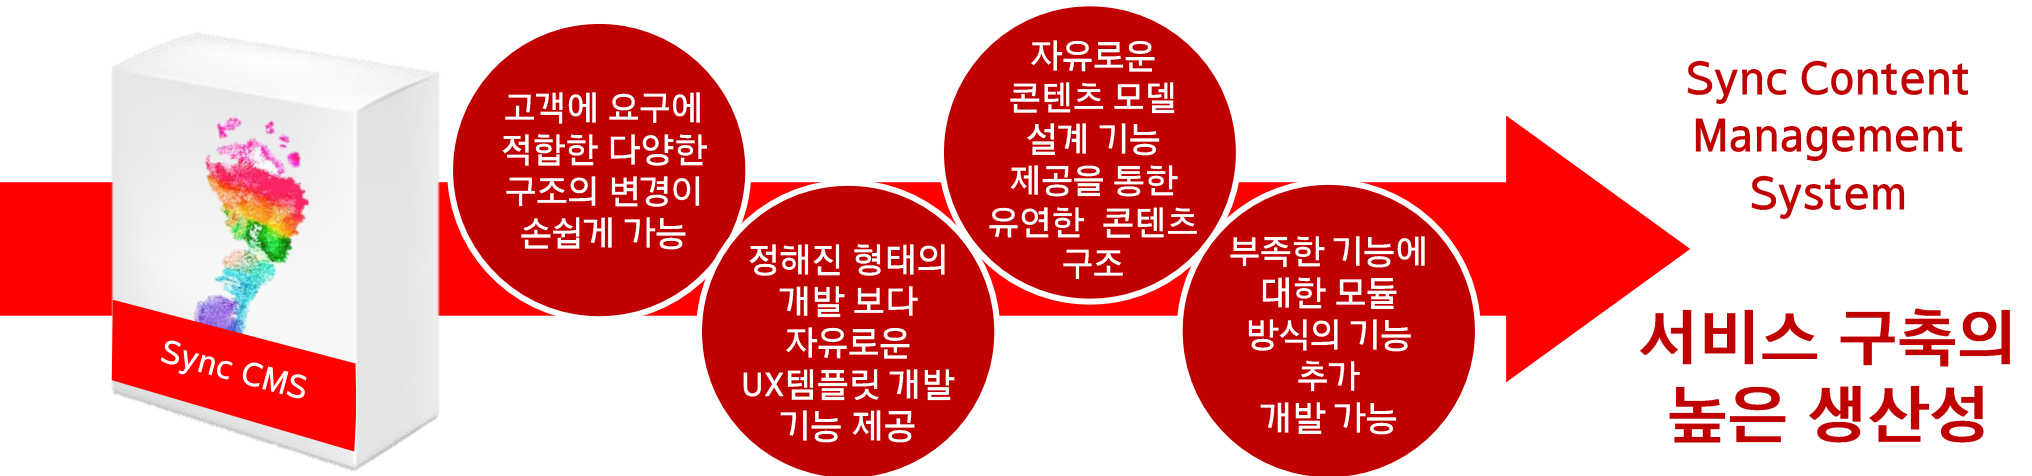 Sync CMS
고객에 요구에
적합한 다양한
구조의 변경이
손쉽게 가능
정해진 형태의
개발 보다
자유로운
UX템플릿 개발
기능 제공
자유로운
콘텐츠 모델
설계 기능
제공을 통한
유연한 콘텐츠
구조
부족한 기능에
대한 모듈
방식의 기능
추가
개발 가능
Sync Content
Management
System
서비스 구축의
높은 생산성